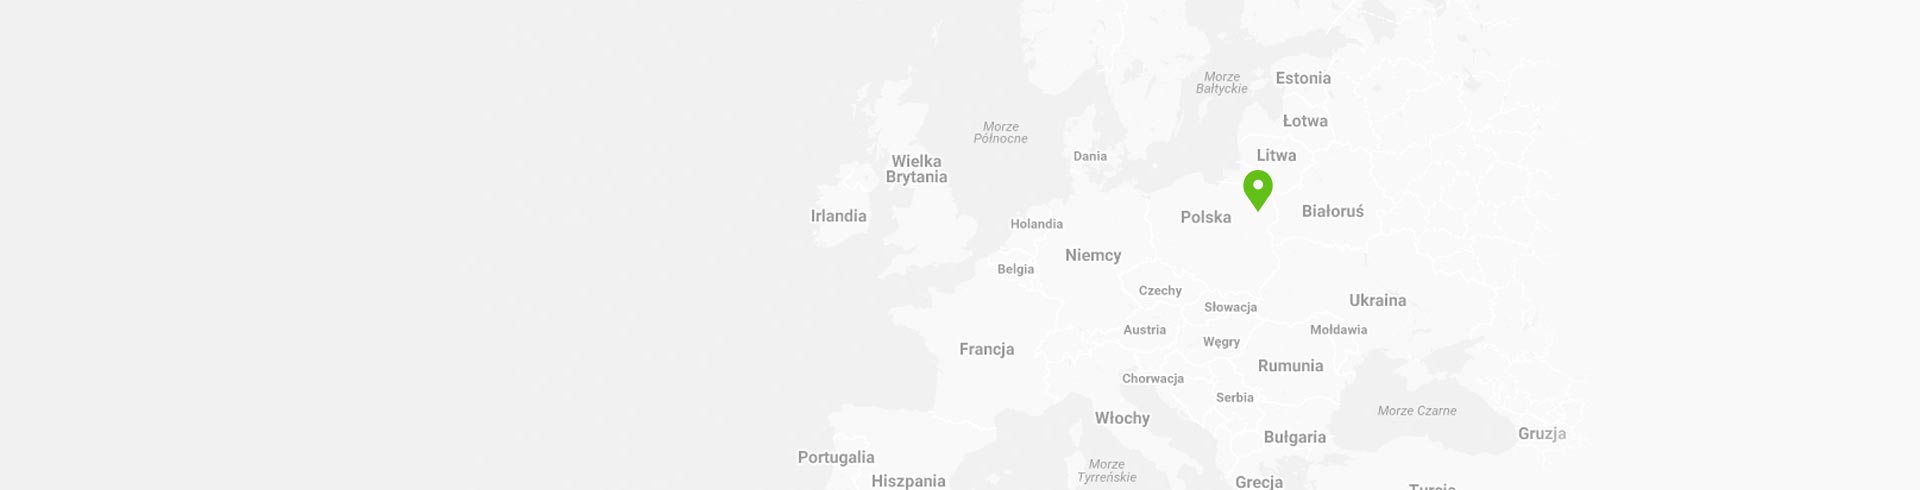 Morze
Bałtyckie
Estonia
Łotwa
Morze
Północne
Litwa
Dania
Wielka
Brytania
Polska
Białoruś
Irlandia
Holandia
Niemcy
Belgia
Czechy
Ukraina
Słowacja
Austria
Mołdawia
Węgry
Francja
Rumunia
Chorwacja
Serbia
Morze Czarne
Włochy
Gruzja
Bułgaria
Portugalia
Morze
Tyrreńskie
Hiszpania
Grecja
Turcja